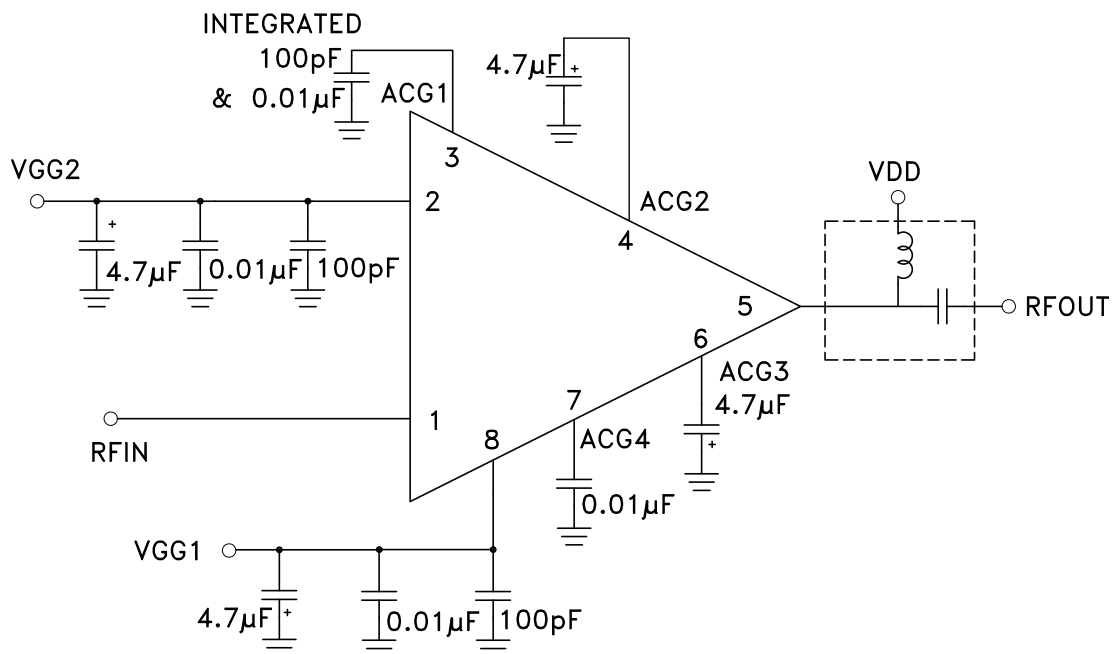 INTEGRATED
100pF
& 0.01µF
ACG1
3
4.7µF
+
ACG2
4
VGG2
2
+
4.7µF
0.01µF
100pF
VDD
5
RFOUT
6
ACG3
4.7µF
+
7
ACG4
0.01µF
1
RFIN
8
VGG1
4.7µF
+
0.01µF
100pF